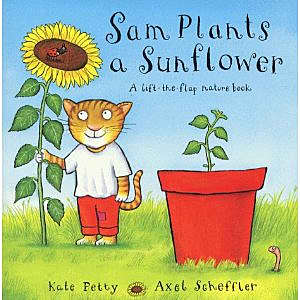 Sam Plants
a Sunflower
A lift-the-flap nature book
Kate Petty Axel Scheffler